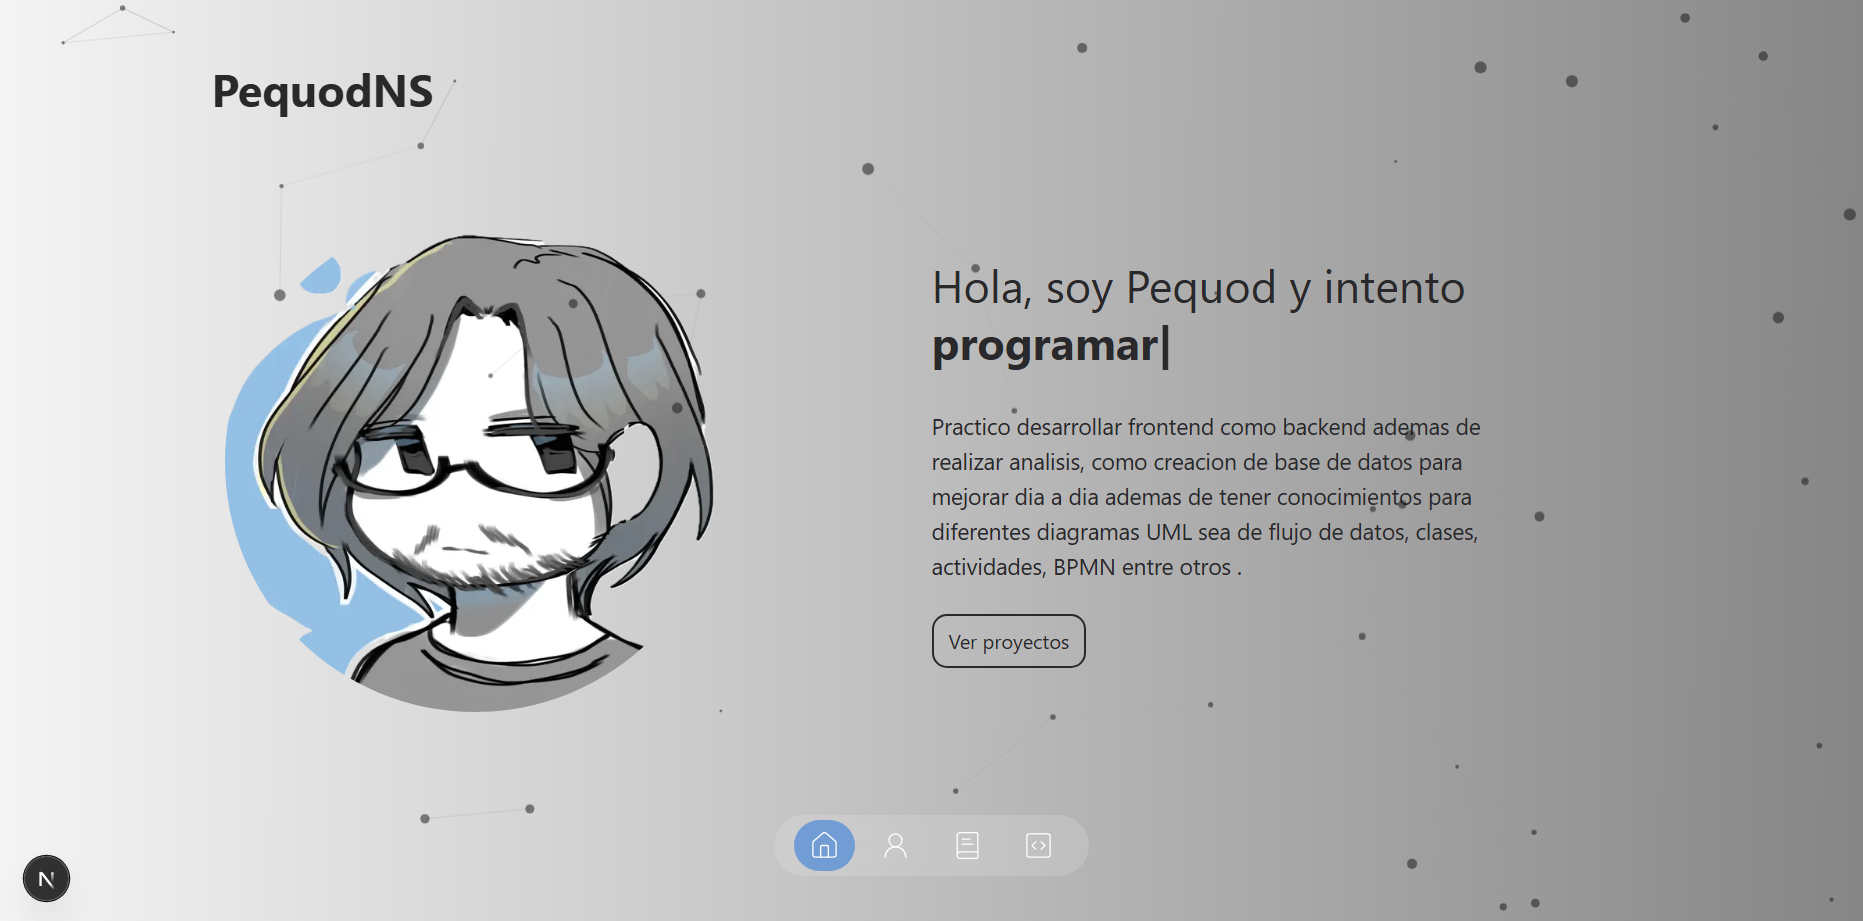 PequodNS
Hola, soy Pequod y intento
programar|
Practico desarrollar frontend como backend ademas de
realizar analisis, como creacion de base de datos para
mejorar dia a dia ademas de tener conocimientos para
diferentes diagramas UML sea de flujo de datos, clases,
actividades, BPMN entre otros .
Ver proyectos
N